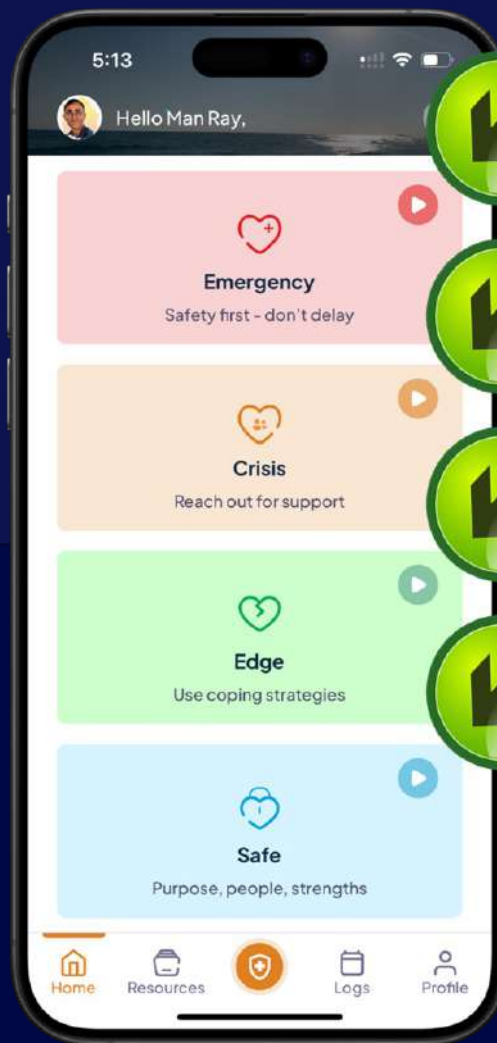 5:13
Hello Man Ray,
Emergency
Safety first - don't delay
Crisis
Reach out for support
Edge
Use coping strategies
Safe
Purpose, people, strengths
Home
Resources
Logs
Profile